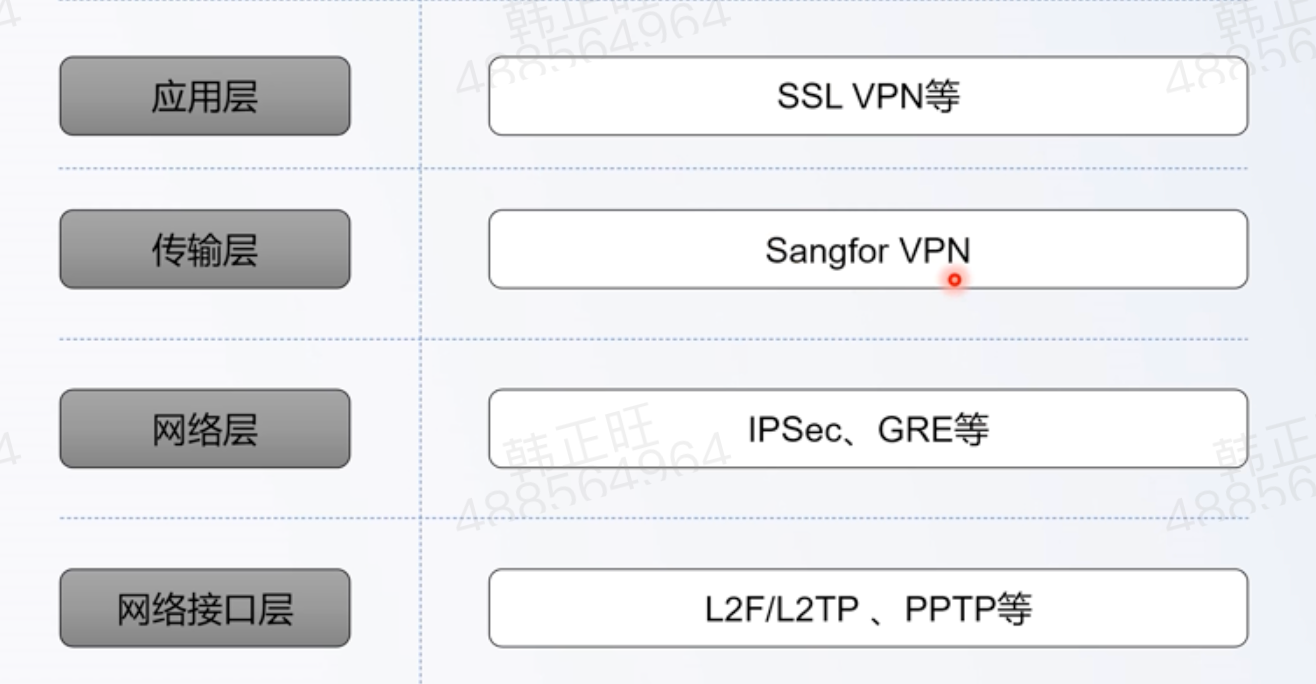 韩正旺
488564964
应用层
SSL VPN等
传输层
Sangfor VPN
网络层
IPSec、GRE等
韩正旺
488564964
网络接口层
L2F/L2TP 、PPTP等